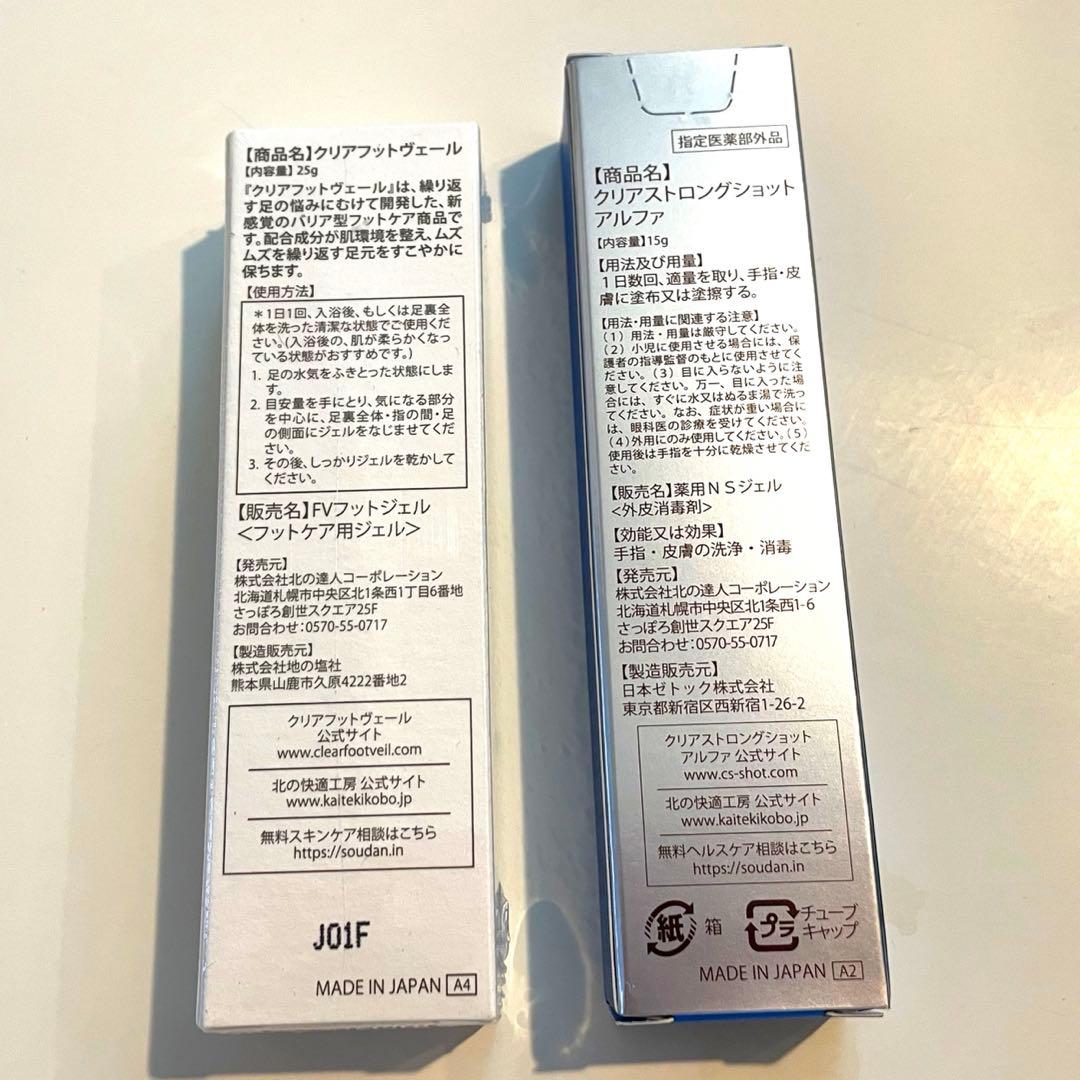 【商品名】クリアフットヴェール
【内容量】25g
『クリアフットヴェール』は、繰り返
す足の悩みにむけて開発した、新
感覚のバリア型フットケア商品で
す。配合成分が肌環境を整え、ムズ
ムズを繰り返す足元をすこやかに
保ちます。
【使用方法】
＊1日1回、入浴後、もしくは足裏全
体を洗った清潔な状態でご使用くだ
さい。(入浴後の、肌が柔らかくなっ
ている状態がおすすめです。)
1. 足の水気をふきとった状態にしま
す。
2. 目安量を手にとり、気になる部分
を中心に、足裏全体・指の間・足
の側面にジェルをなじませてくだ
さい。
3. その後、しっかりジェルを乾かして
ください。
【販売名】FVフットジェル
＜フットケア用ジェル＞
【発売元】
株式会社北の達人コーポレーション
北海道札幌市中央区北1条西1丁目6番地
さっぽろ創世スクエア25F
お問合わせ:0570-55-0717
【製造販売元】
株式会社地の塩社
熊本県山鹿市久原4222番地2
クリアフットヴェール
公式サイト
www.clearfootveil.com
北の快適工房 公式サイト
www.kaitekikobo.jp
無料スキンケア相談はこちら
https://soudan.in
J01F
MADE IN JAPAN A4
指定医薬部外品
【商品名】
クリアストロングショット
アルファ
【内容量】15g
【用法及び用量】
1日数回、適量を取り、手指・皮
膚に塗布又は塗擦する。
【用法・用量に関連する注意】
(1)用法・用量は厳守してください。
(2)小児に使用させる場合には、保
護者の指導監督のもとに使用させてく
ださい。(3)目に入らないように注
意してください。万一、目に入った場
合には、すぐに水又はぬるま湯で洗っ
てください。なお、症状が重い場合に
は、眼科医の診療を受けてください。
(4)外用にのみ使用してください。(5)
使用後は手指を十分に乾燥させてくだ
さい。
【販売名】薬用ＮＳジェル
＜外皮消毒剤＞
【効能又は効果】
手指・皮膚の洗浄・消毒
【発売元】
株式会社北の達人コーポレーション
北海道札幌市中央区北1条西1-6
さっぽろ創世スクエア25F
お問合わせ:0570-55-0717
【製造販売元】
日本ゼトック株式会社
東京都新宿区西新宿1-26-2
クリアストロングショット
アルファ 公式サイト
www.cs-shot.com
北の快適工房 公式サイト
www.kaitekikobo.jp
無料ヘルスケア相談はこちら
https://soudan.in
紙 箱 プラ チューブ
キャップ
MADE IN JAPAN A2